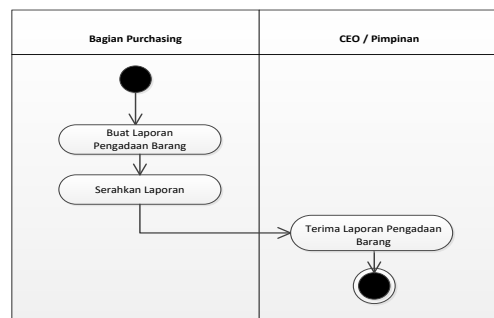 Bagian Purchasing
CEO / Pimpinan
Buat Laporan
Pengadaan Barang
Serahkan Laporan
Terima Laporan Pengadaan
Barang